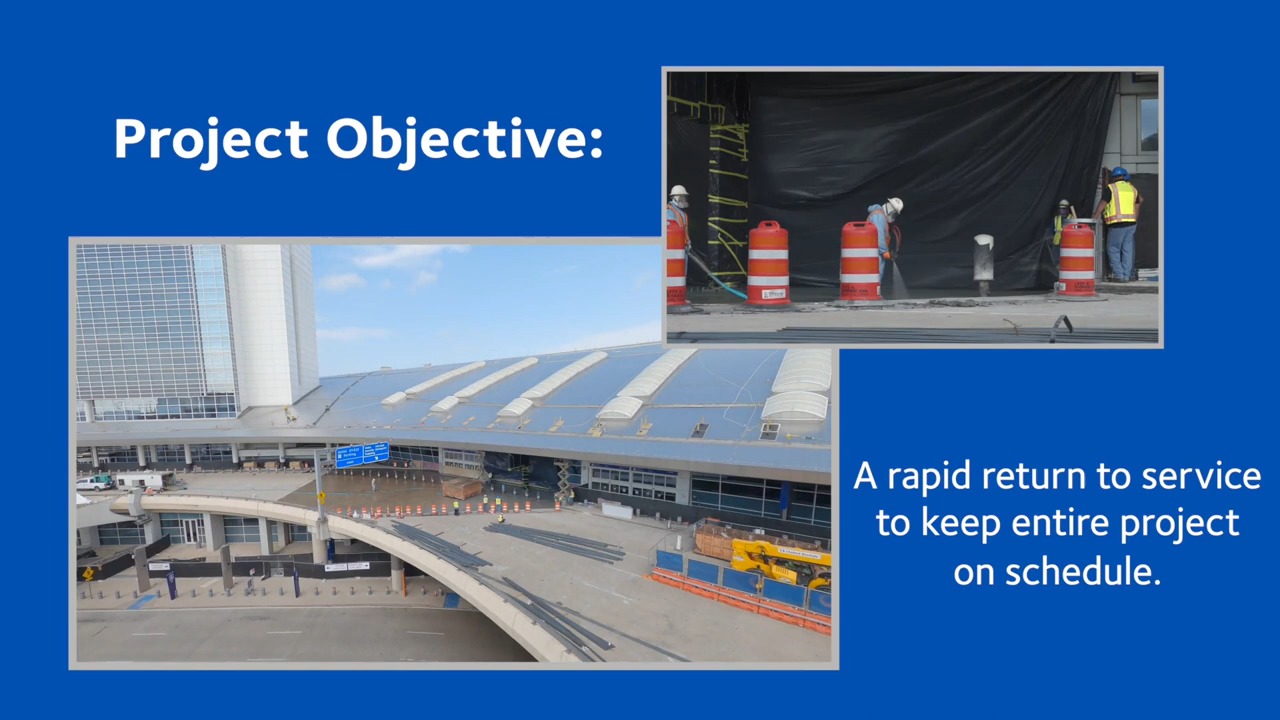 Project Objective:
A rapid return to service
to keep entire project
on schedule.